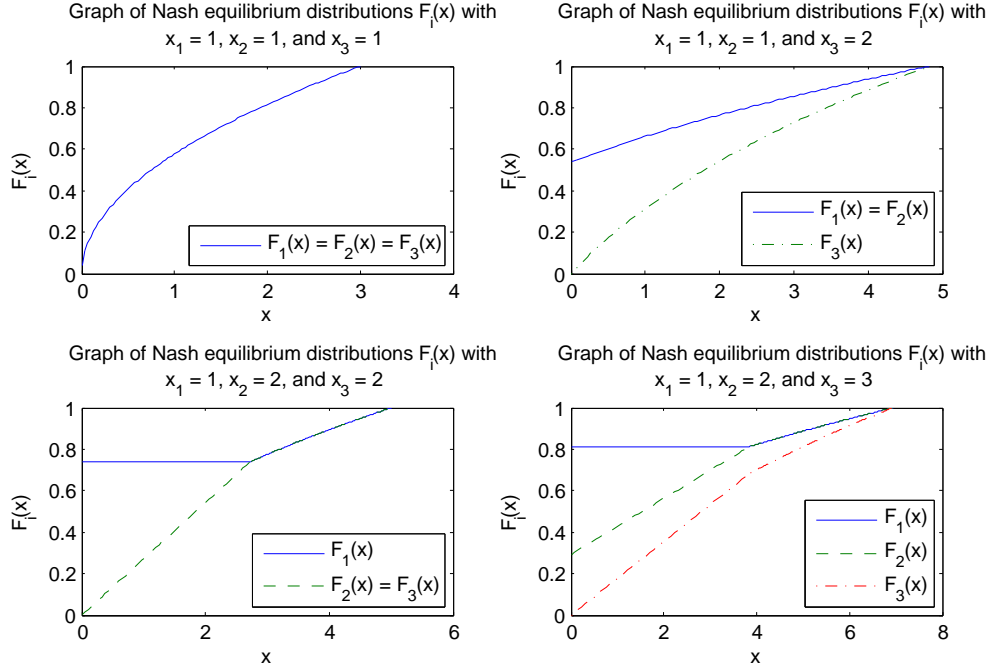 Graph of Nash equilibrium distributions F_i(x) with
x_1 = 1, x_2 = 1, and x_3 = 1
1
0.8
0.6
0.4
0.2
0
F_i(x)
0 1 2 3 4
x
F_1(x) = F_2(x) = F_3(x)
Graph of Nash equilibrium distributions F_i(x) with
x_1 = 1, x_2 = 1, and x_3 = 2
1
0.8
0.6
0.4
0.2
0
F_i(x)
0 1 2 3 4 5
x
F_1(x) = F_2(x)
F_3(x)
Graph of Nash equilibrium distributions F_i(x) with
x_1 = 1, x_2 = 2, and x_3 = 2
1
0.8
0.6
0.4
0.2
0
F_i(x)
0 2 4 6
x
F_1(x)
F_2(x) = F_3(x)
Graph of Nash equilibrium distributions F_i(x) with
x_1 = 1, x_2 = 2, and x_3 = 3
1
0.8
0.6
0.4
0.2
0
F_i(x)
0 2 4 6 8
x
F_1(x)
F_2(x)
F_3(x)